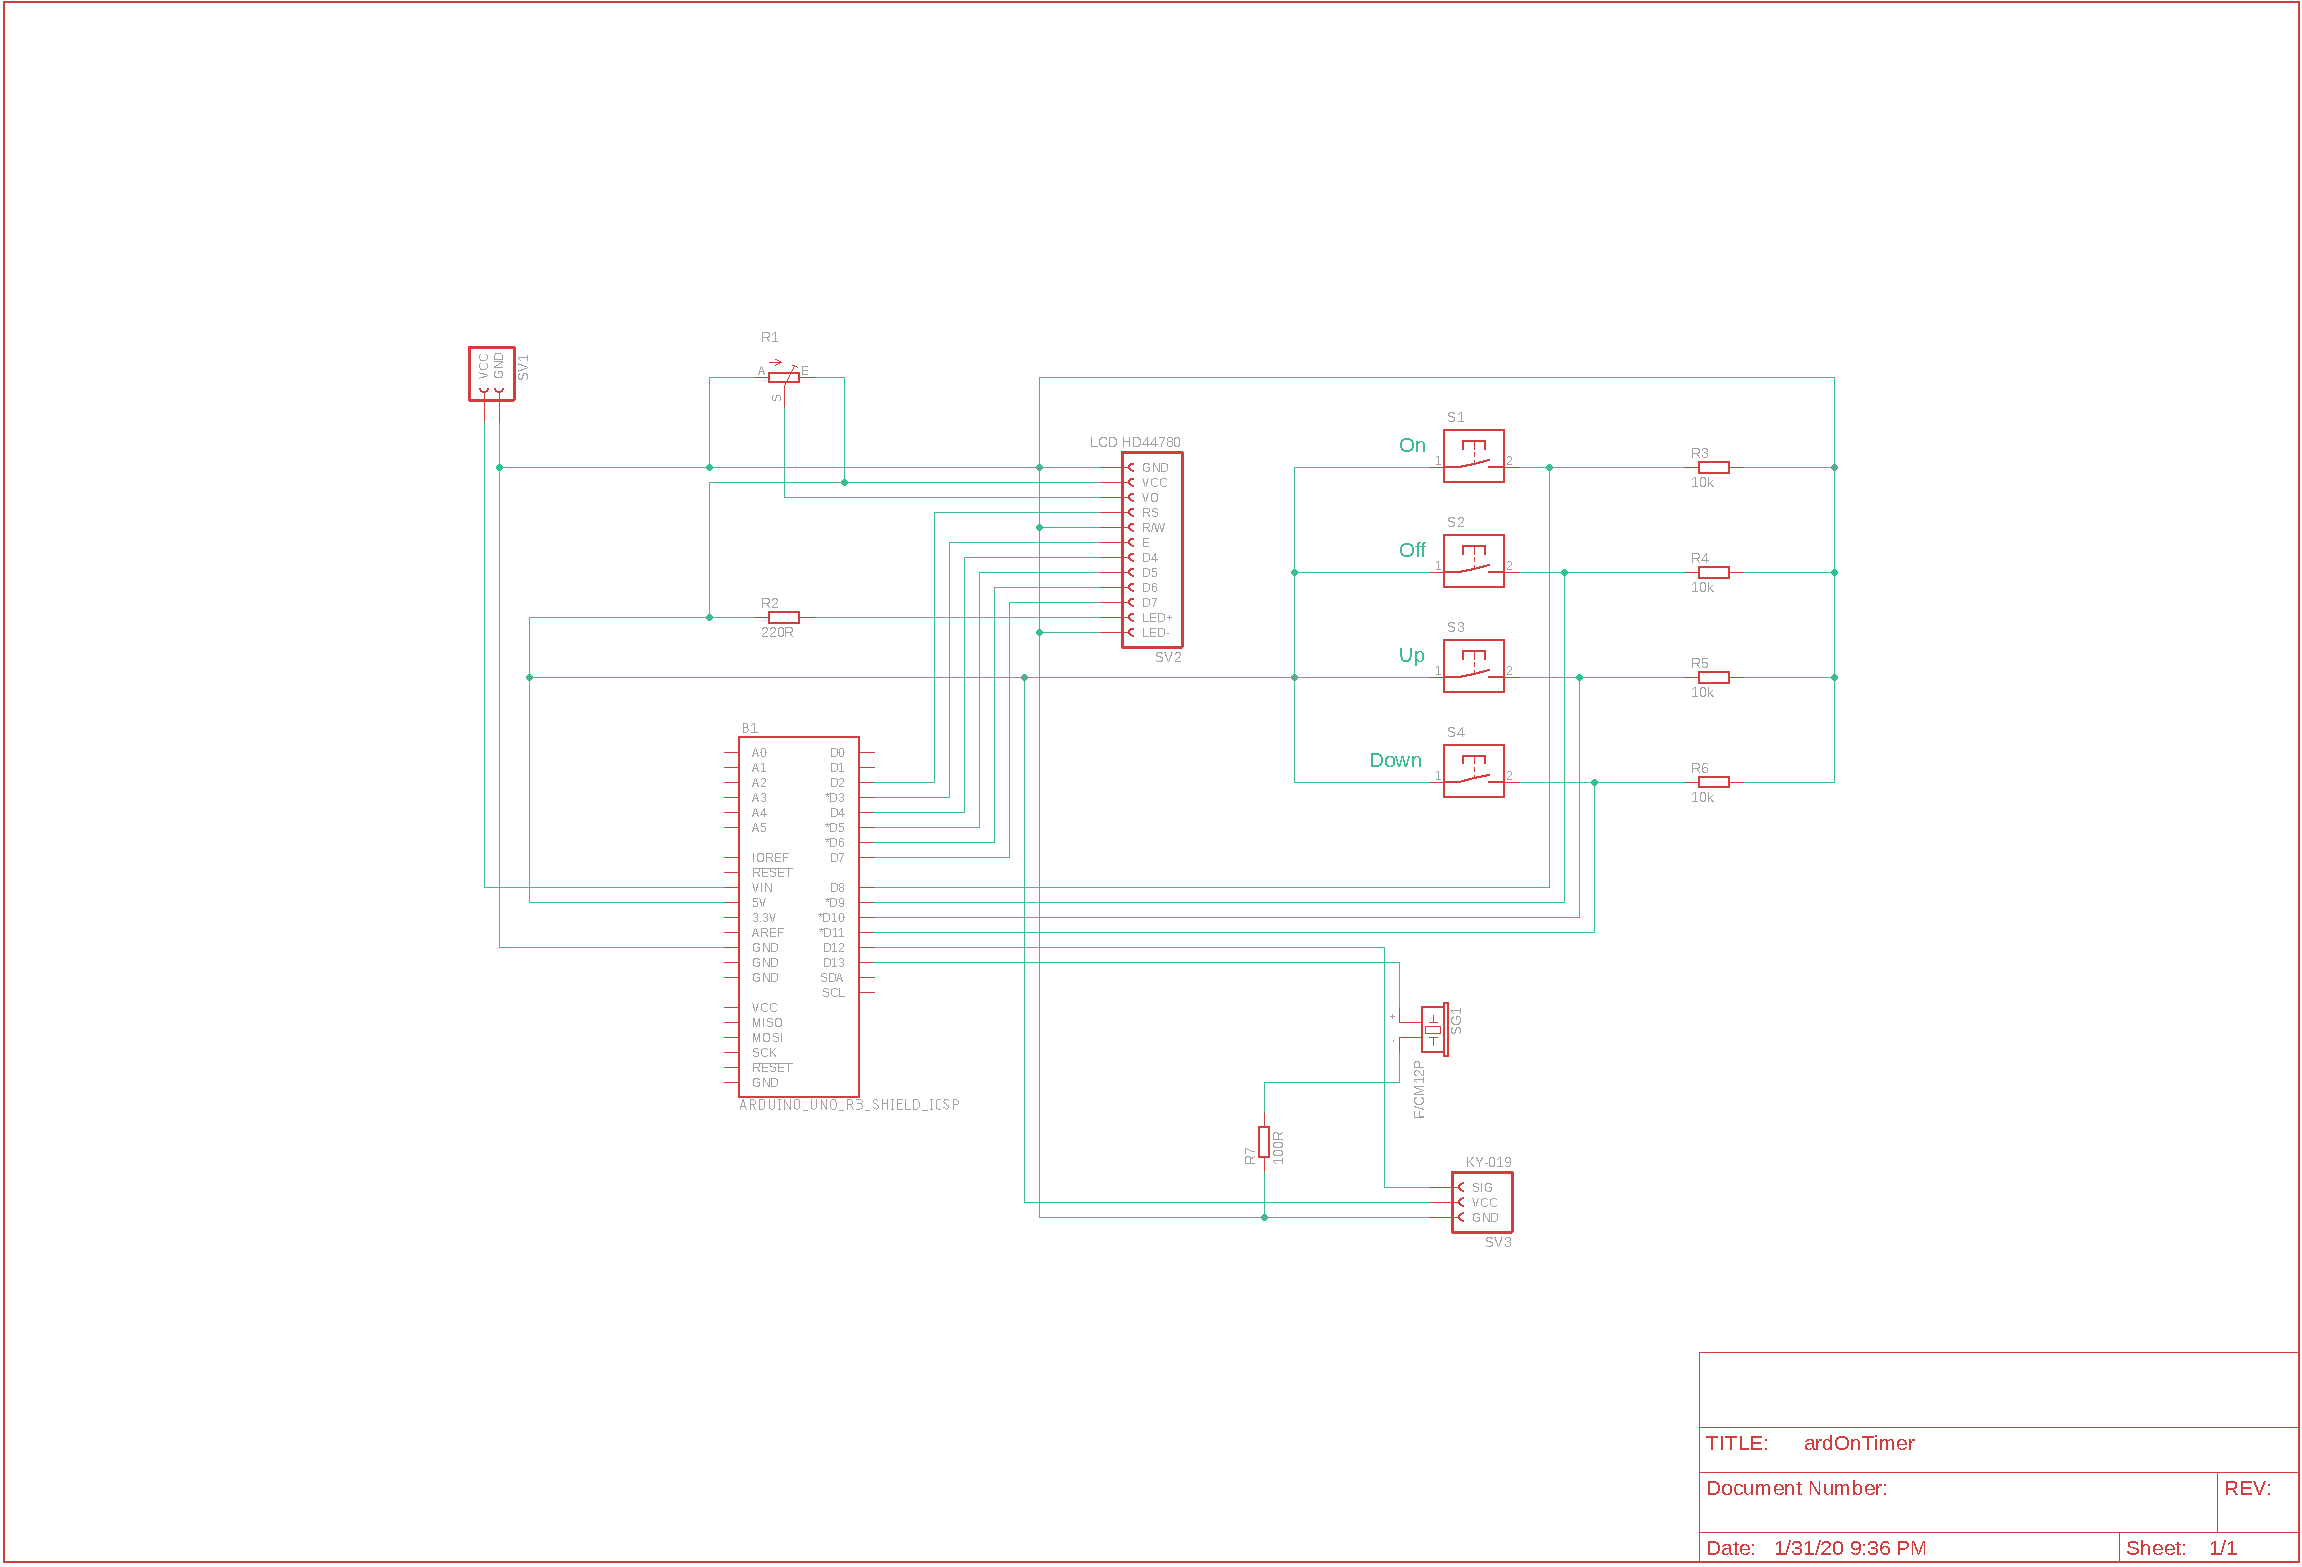 R1
A
E
S
VCC
GND
SV1
LCD HD44780
GND
VCC
VO
RS
R/W
E
D4
D5
D6
D7
LED+
LED-
SV2
R2
220R
S1
On
1
2
R3
10k
S2
Off
1
2
R4
10k
S3
Up
1
2
R5
10k
S4
Down
1
2
R6
10k
B1
A0 D0
A1 D1
A2 D2
A3 *D3
A4 D4
A5 *D5
*D6
IOREF D7
RESET
VIN D8
5V *D9
3.3V *D10
AREF *D11
GND D12
GND D13
GND SDA
SCL
VCC
MISO
MOSI
SCK
RESET
GND
ARDUINO_UNO_R3_SHIELD_ICSP
+
-
SG1
F/CM12P
R7
100R
KY-019
SIG
VCC
GND
SV3
TITLE: ardOnTimer
Document Number:
REV:
Date: 1/31/20 9:36 PM
Sheet: 1/1